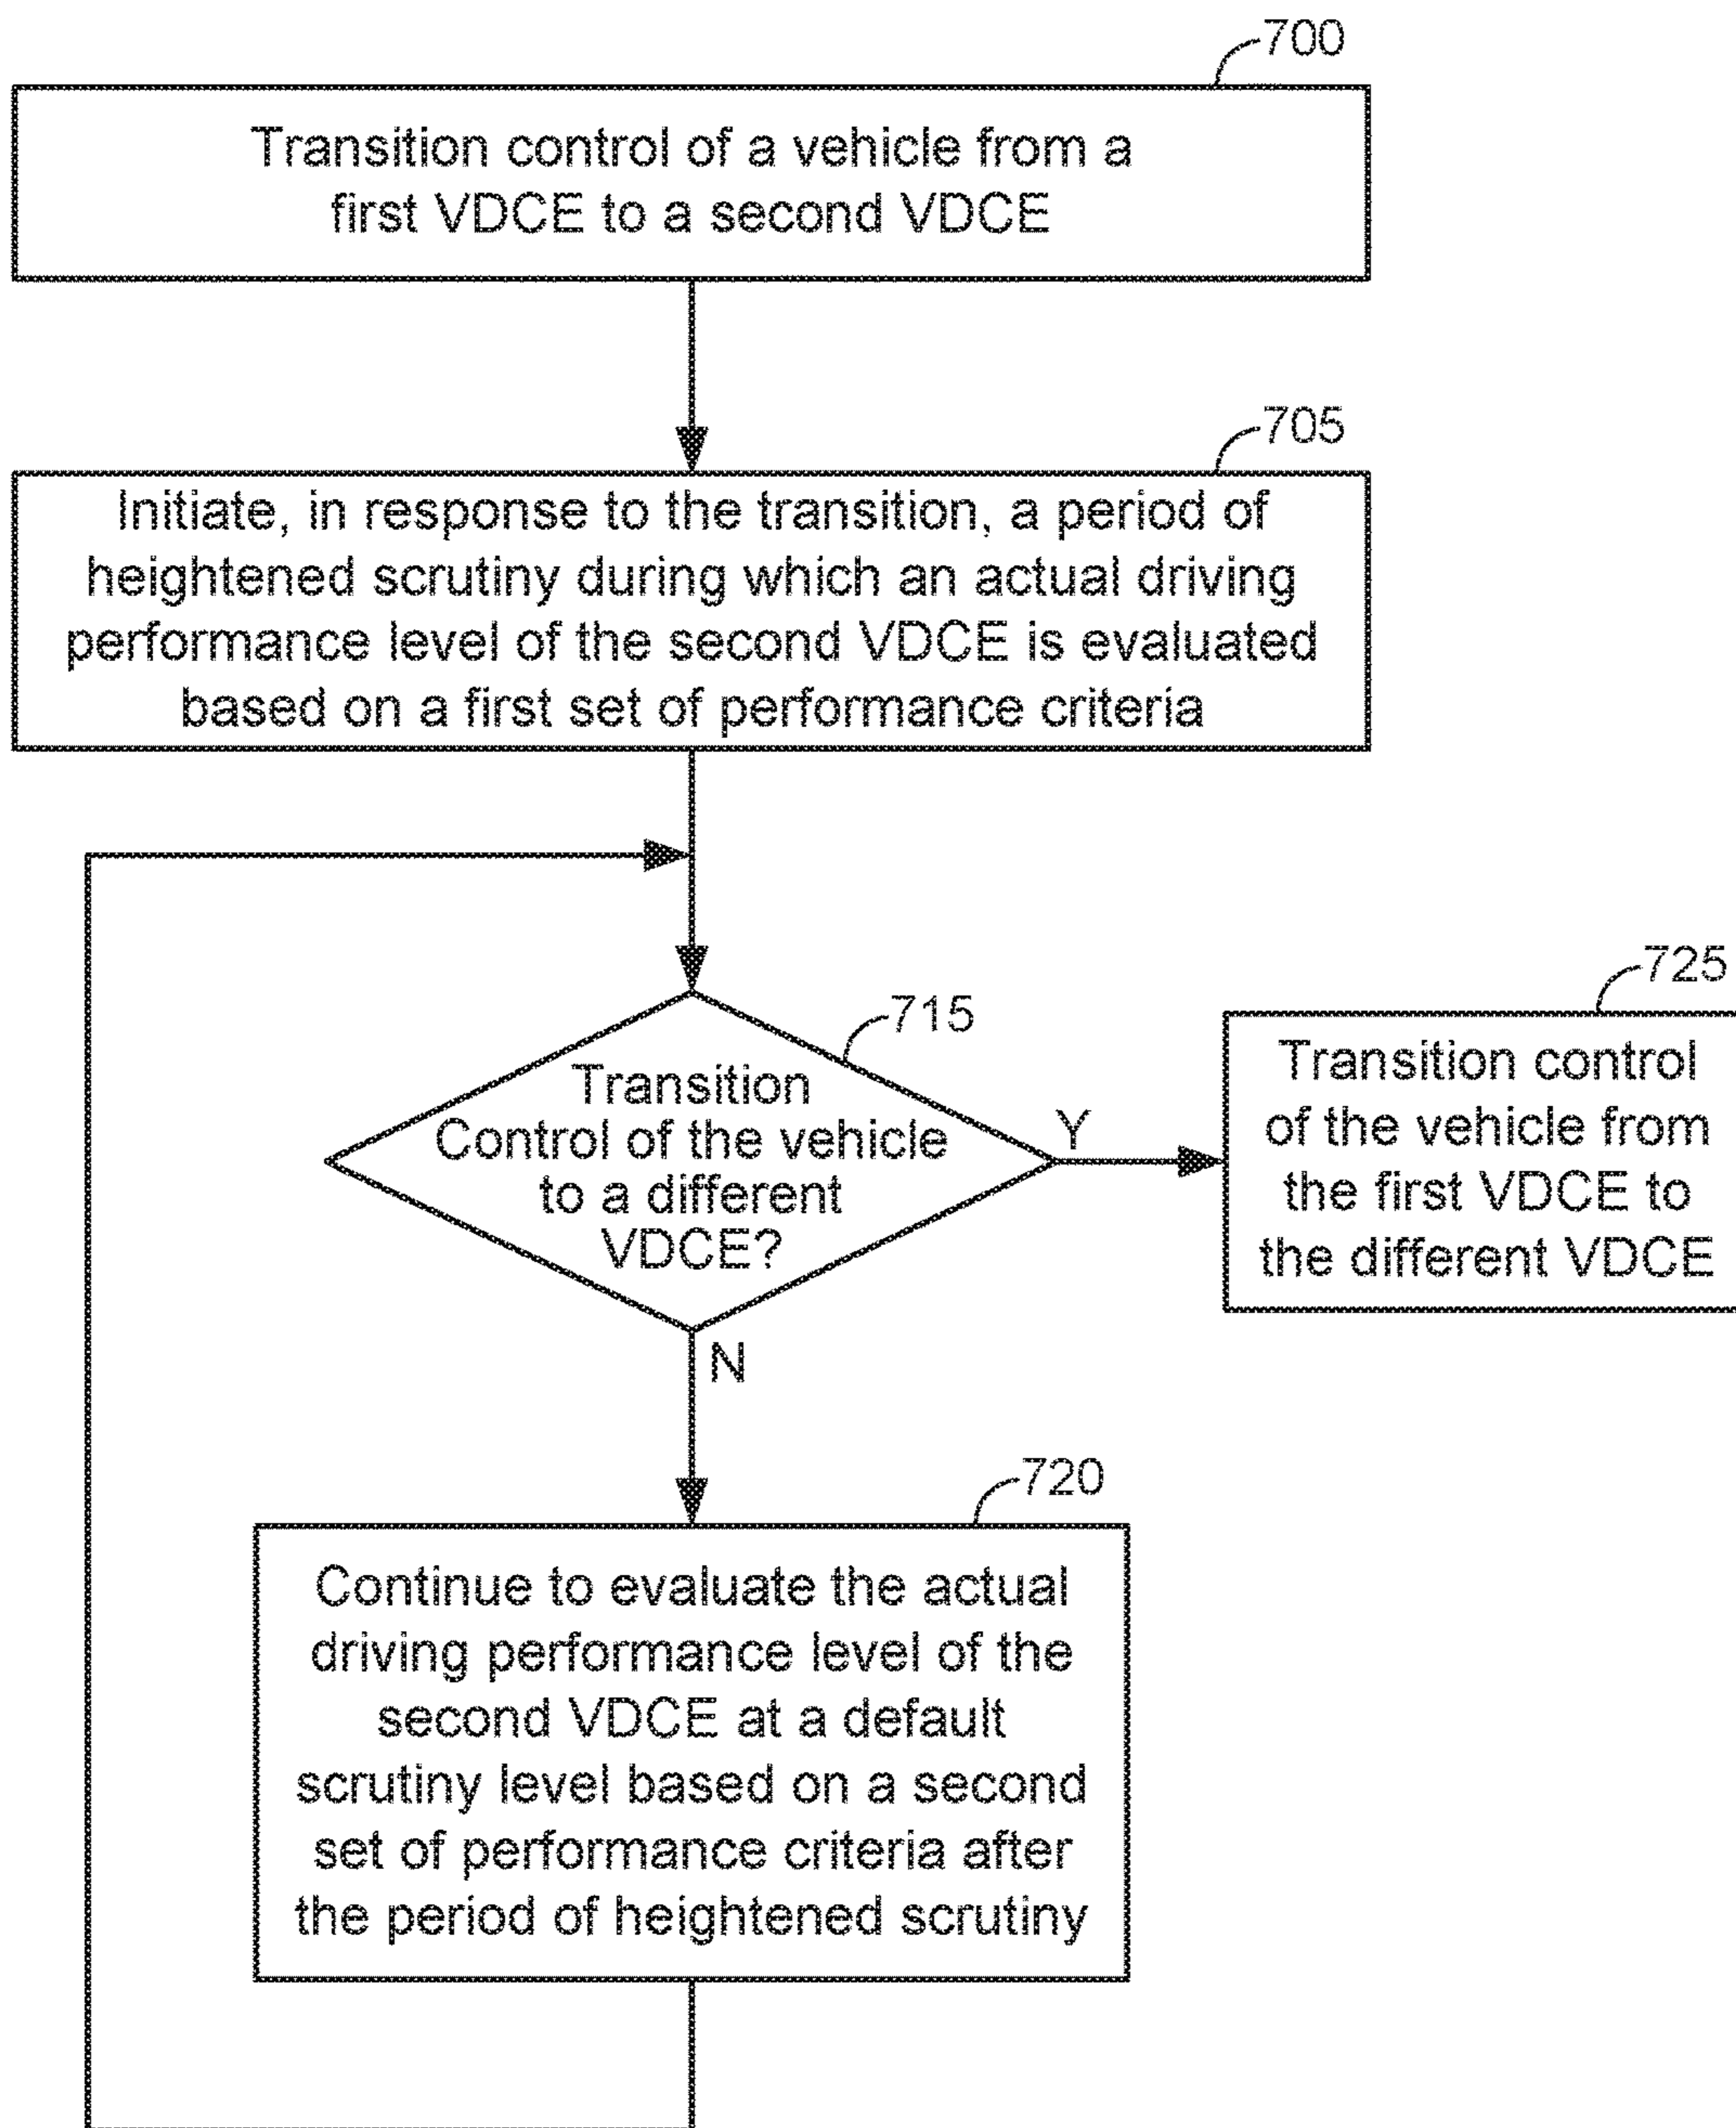 700
Transition control of a vehicle from a
first VDCE to a second VDCE
705
Initiate, in response to the transition, a period of
heightened scrutiny during which an actual driving
performance level of the second VDCE is evaluated
based on a first set of performance criteria
715
Transition
Control of the vehicle
to a different
VDCE?
Y
N
725
Transition control
of the vehicle from
the first VDCE to
the different VDCE
720
Continue to evaluate the actual
driving performance level of the
second VDCE at a default
scrutiny level based on a second
set of performance criteria after
the period of heightened scrutiny